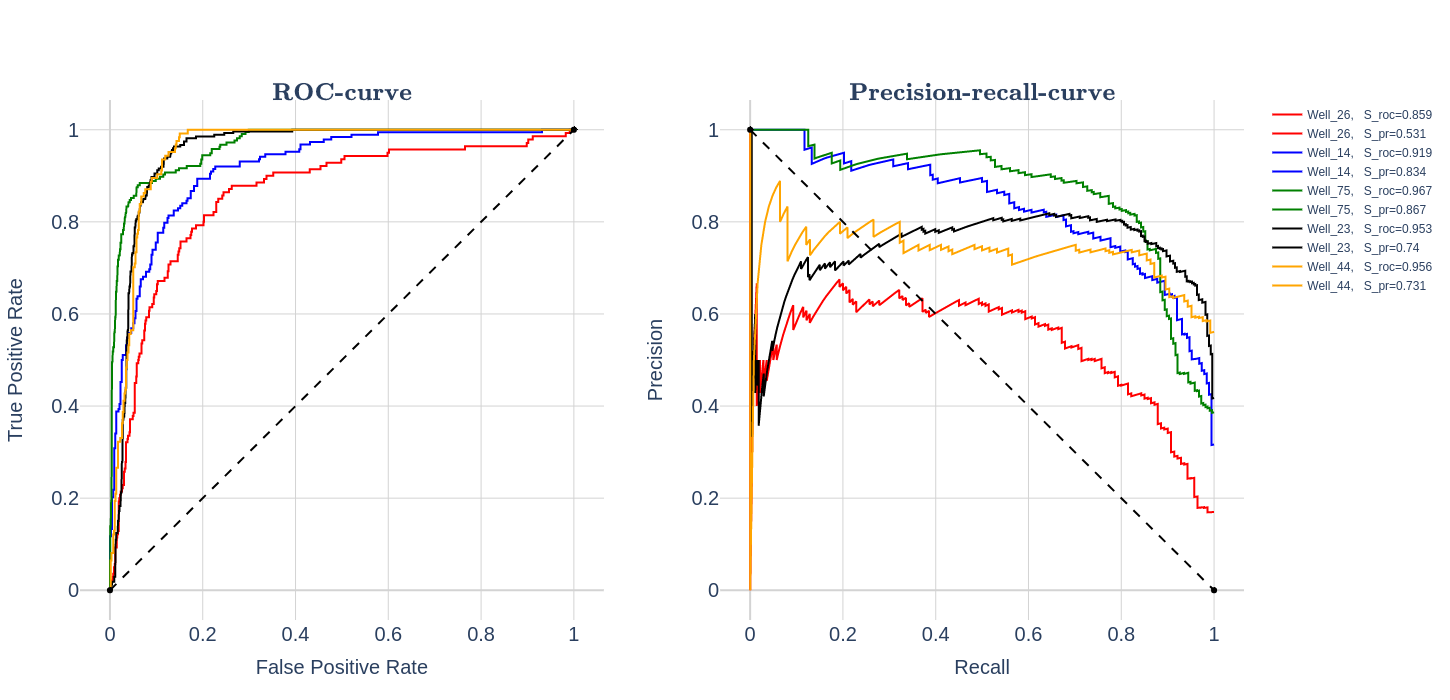 ROC-curve
1
0.8
0.6
0.4
0.2
0
0
0.2
0.4
0.6
0.8
1
True Positive Rate
False Positive Rate
Precision-recall-curve
1
0.8
0.6
0.4
0.2
0
0
0.2
0.4
0.6
0.8
1
Precision
Recall
Well_26, S_roc=0.859
Well_26, S_pr=0.531
Well_14, S_roc=0.919
Well_14, S_pr=0.834
Well_75, S_roc=0.967
Well_75, S_pr=0.867
Well_23, S_roc=0.953
Well_23, S_pr=0.74
Well_44, S_roc=0.956
Well_44, S_pr=0.731